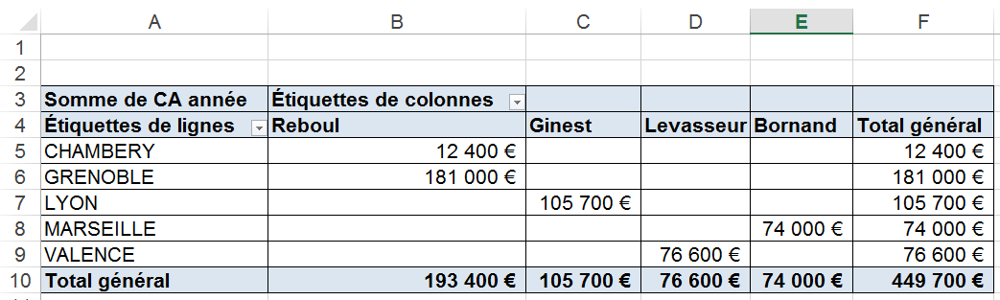 A B C D E F
1
2
3 Somme de CA année Étiquettes de colonnes
4 Étiquettes de lignes Reboul Ginest Levasseur Bornand Total général
5 CHAMBERY 12 400 € 12 400 €
6 GRENOBLE 181 000 € 181 000 €
7 LYON 105 700 € 105 700 €
8 MARSEILLE 74 000 € 74 000 €
9 VALENCE 76 600 € 76 600 €
10 Total général 193 400 € 105 700 € 76 600 € 74 000 € 449 700 €